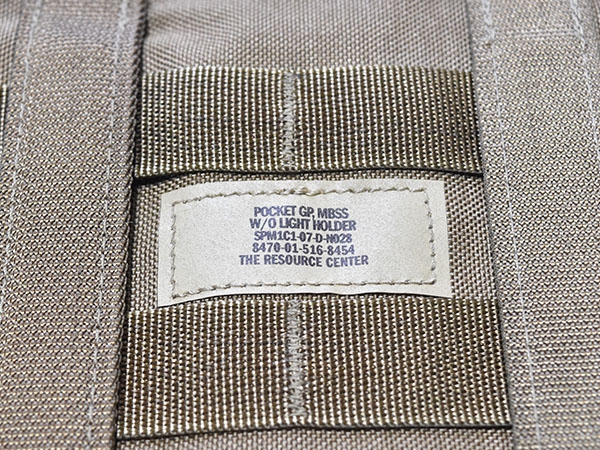 POCKET GP, MBSS
W/O LIGHT HOLDER
SPM1C1-07-D-N028
8470-01-516-8454
THE RESOURCE CENTER